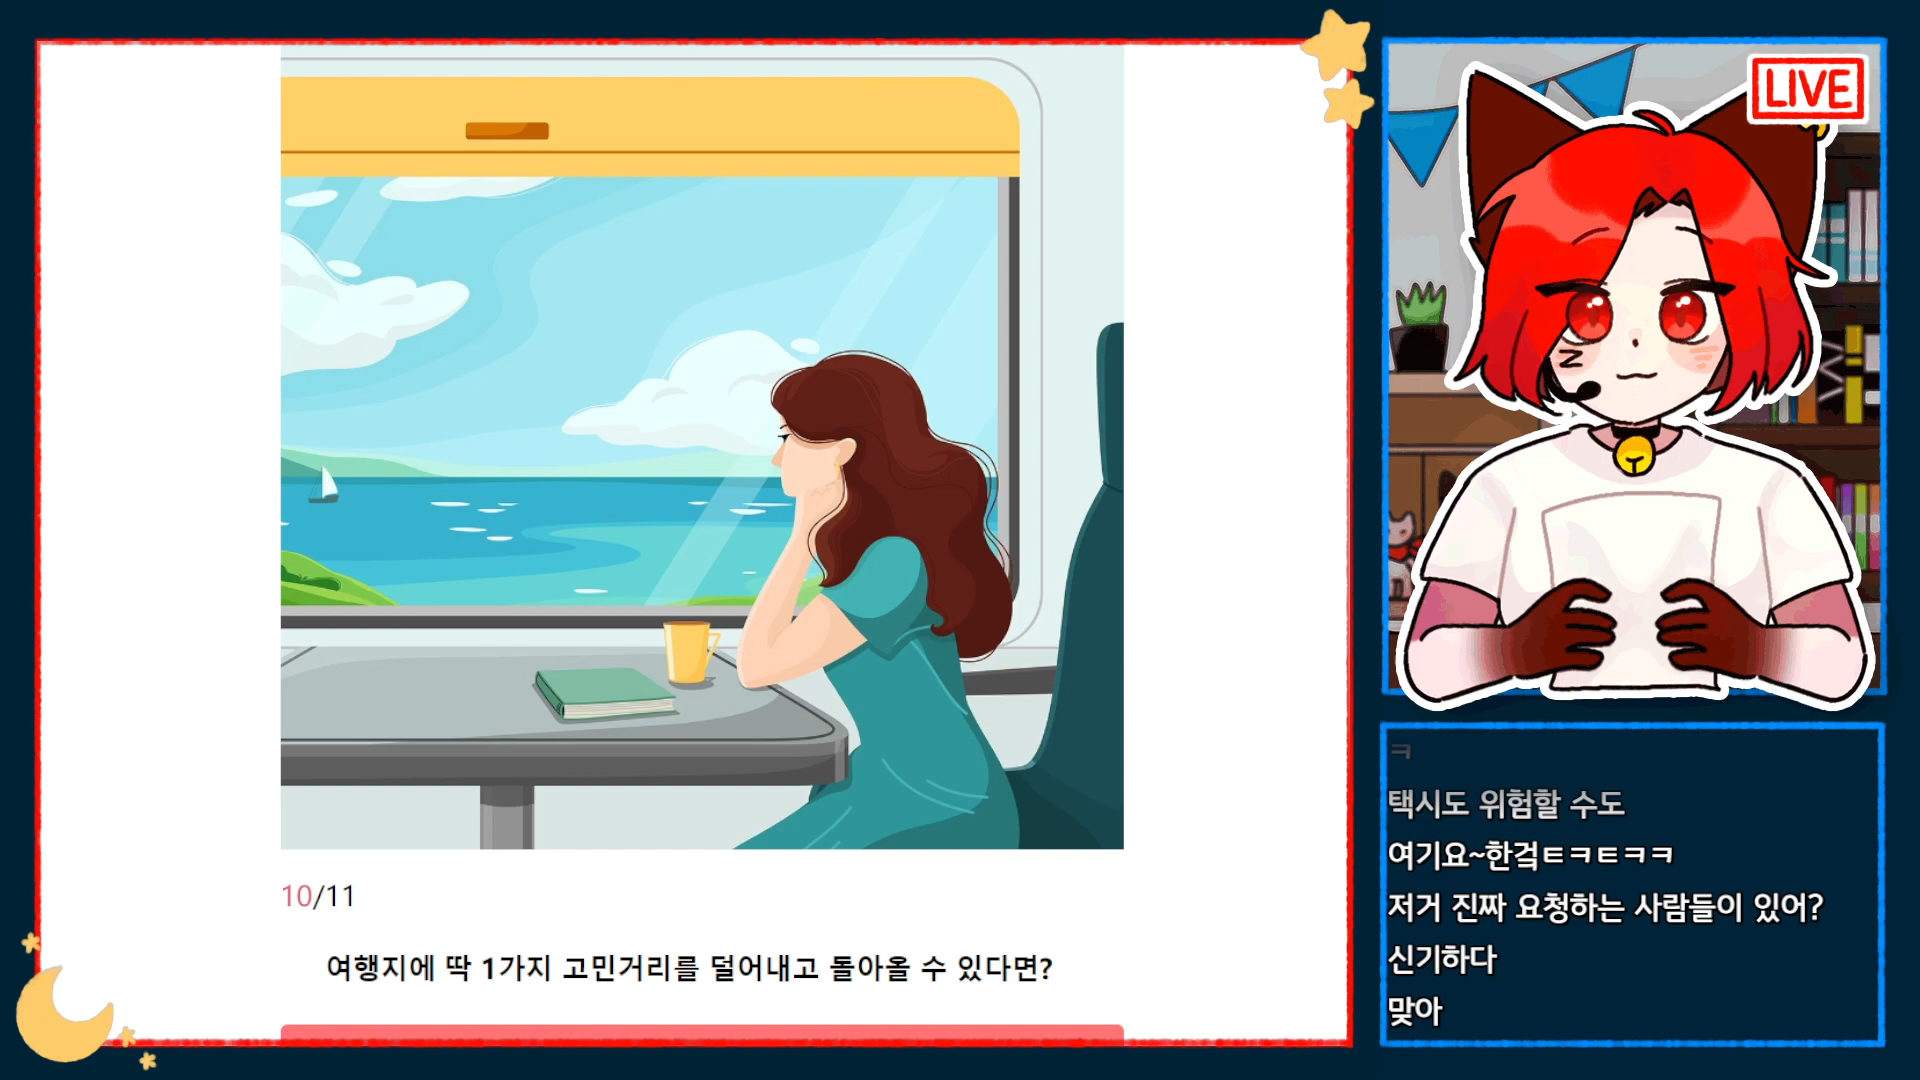 LIVE
10/11
여행지에 딱 1가지 고민거리를 덜어내고 돌아올 수 있다면?
ㅋ
택시도 위험할 수도
여기요~한걱ㅌㅋㅌㅋㅋ
저거 진짜 요청하는 사람들이 있어?
신기하다
맞아